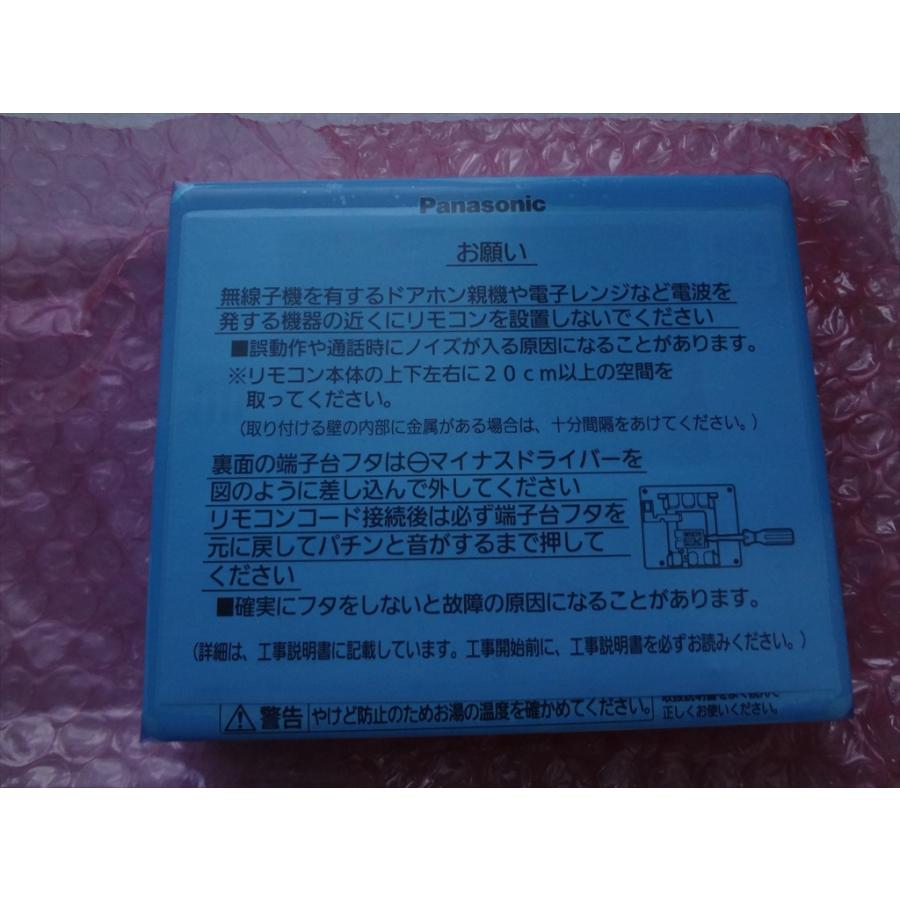 Panasonic
お願い
無線子機を有するドアホン親機や電子レンジなど電波を
発する機器の近くにリモコンを設置しないでください
■誤動作や通話時にノイズが入る原因になることがあります。
※リモコン本体の上下左右に２０ｃｍ以上の空間を
取ってください。
（取り付ける壁の内部に金属がある場合は、十分間隔をあけてください。）
裏面の端子台フタは⊖マイナスドライバーを
図のように差し込んで外してください
リモコンコード接続後は必ず端子台フタを
元に戻してパチンと音がするまで押して
ください
■確実にフタをしないと故障の原因になることがあります。
（詳細は、工事説明書に記載しています。工事開始前に、工事説明書を必ずお読みください。）
⚠警告 やけど防止のためお湯の温度を確かめてください。
取扱説明書をよく読んで
正しくお使いください。